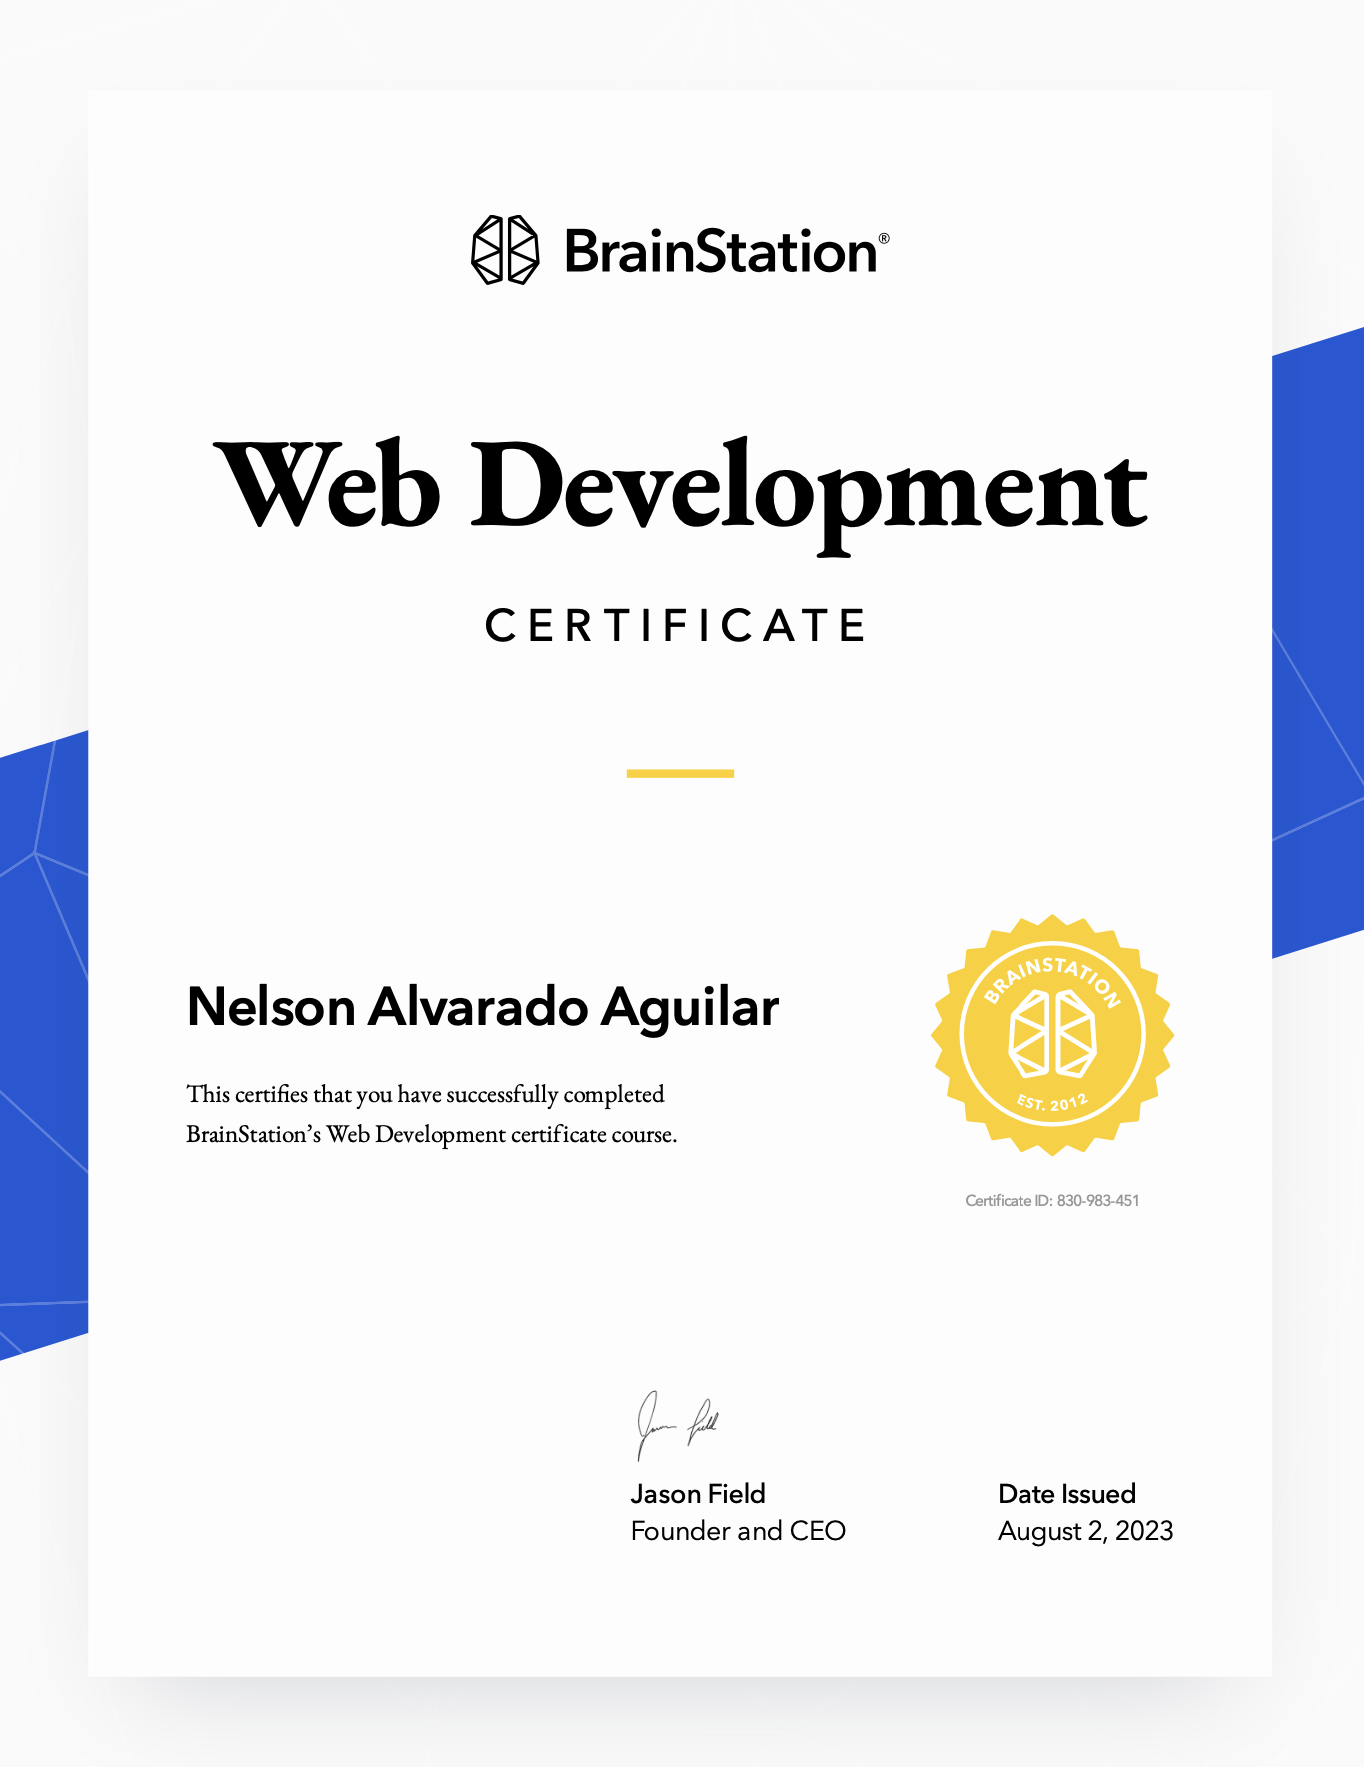 BrainStation®
Web Development
CERTIFICATE
Nelson Alvarado Aguilar
This certifies that you have successfully completed
BrainStation’s Web Development certificate course.
BRAINSTATION
EST. 2012
Certificate ID: 830-983-451
Jason Field
Jason Field
Founder and CEO
Date Issued
August 2, 2023